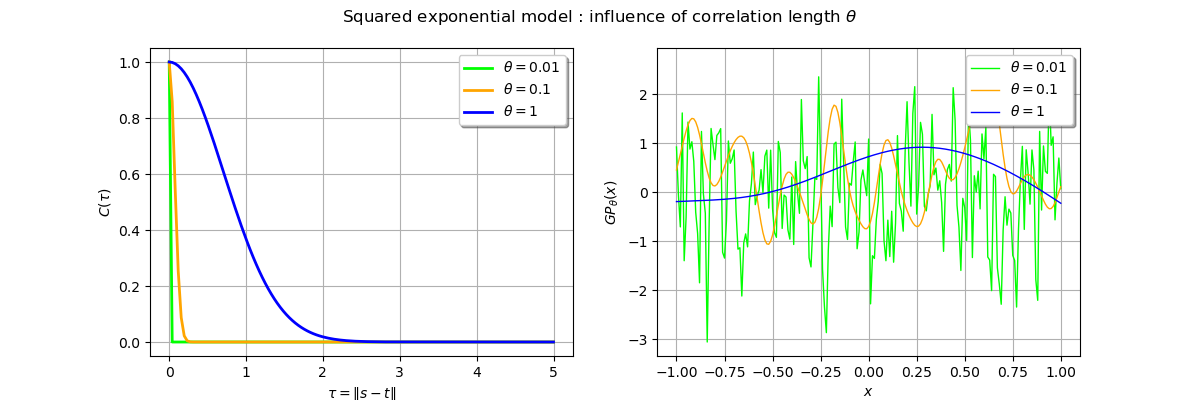 Squared exponential model : influence of correlation length θ
C(τ)
1.0
0.8
0.6
0.4
0.2
0.0
θ = 0.01
θ = 0.1
θ = 1
0 1 2 3 4 5
τ = ‖s − t‖
GP_θ(x)
2
1
0
−1
−2
−3
θ = 0.01
θ = 0.1
θ = 1
−1.00 −0.75 −0.50 −0.25 0.00 0.25 0.50 0.75 1.00
x